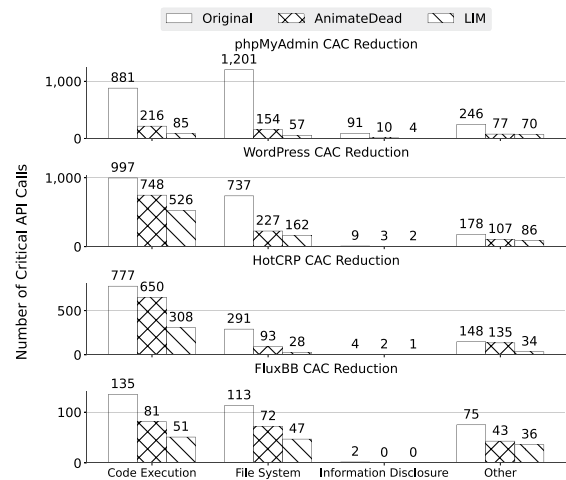 Original AnimateDead LIM
phpMyAdmin CAC Reduction
Number of Critical API Calls
1,000
0
881 216 85 1,201 154 57 91 10 4 246 77 70
WordPress CAC Reduction
1,000
0
997 748 526 737 227 162 9 3 2 178 107 86
HotCRP CAC Reduction
500
0
777 650 308 291 93 28 4 2 1 148 135 34
FluxBB CAC Reduction
100
0
135 81 51 113 72 47 2 0 0 75 43 36
Code Execution File System Information Disclosure Other